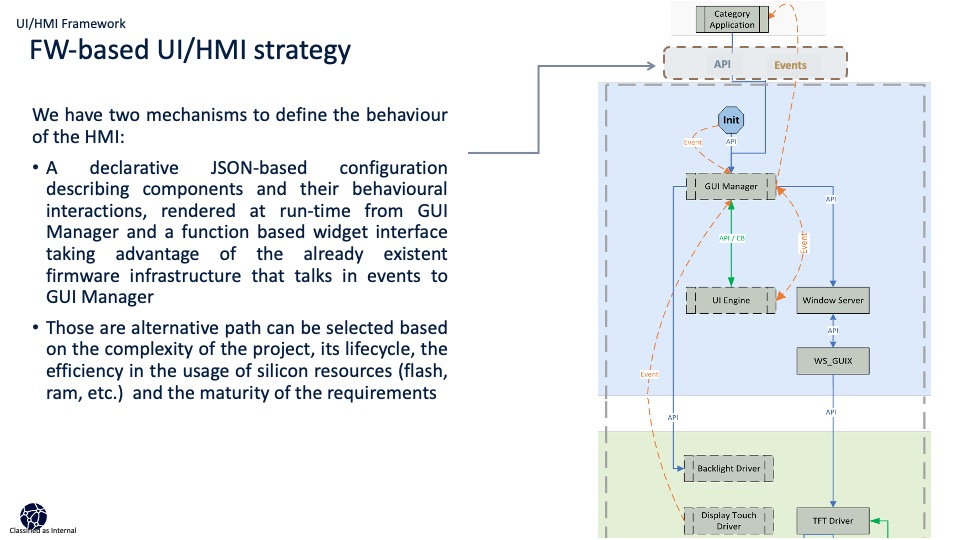 UI/HMI Framework
FW-based UI/HMI strategy
We have two mechanisms to define the behaviour
of the HMI:
• A declarative JSON-based configuration
describing components and their behavioural
interactions, rendered at run-time from GUI
Manager and a function based widget interface
taking advantage of the already existent
firmware infrastructure that talks in events to
GUI Manager
• Those are alternative path can be selected based
on the complexity of the project, its lifecycle, the
efficiency in the usage of silicon resources (flash,
ram, etc.) and the maturity of the requirements
Classified as Internal
Category
Application
API
Events
Init
Event
API
GUI Manager
API
API / CB
Event
UI Engine
Window Server
API
WS_GUIX
Event
API
API
Backlight Driver
Display Touch
Driver
TFT Driver